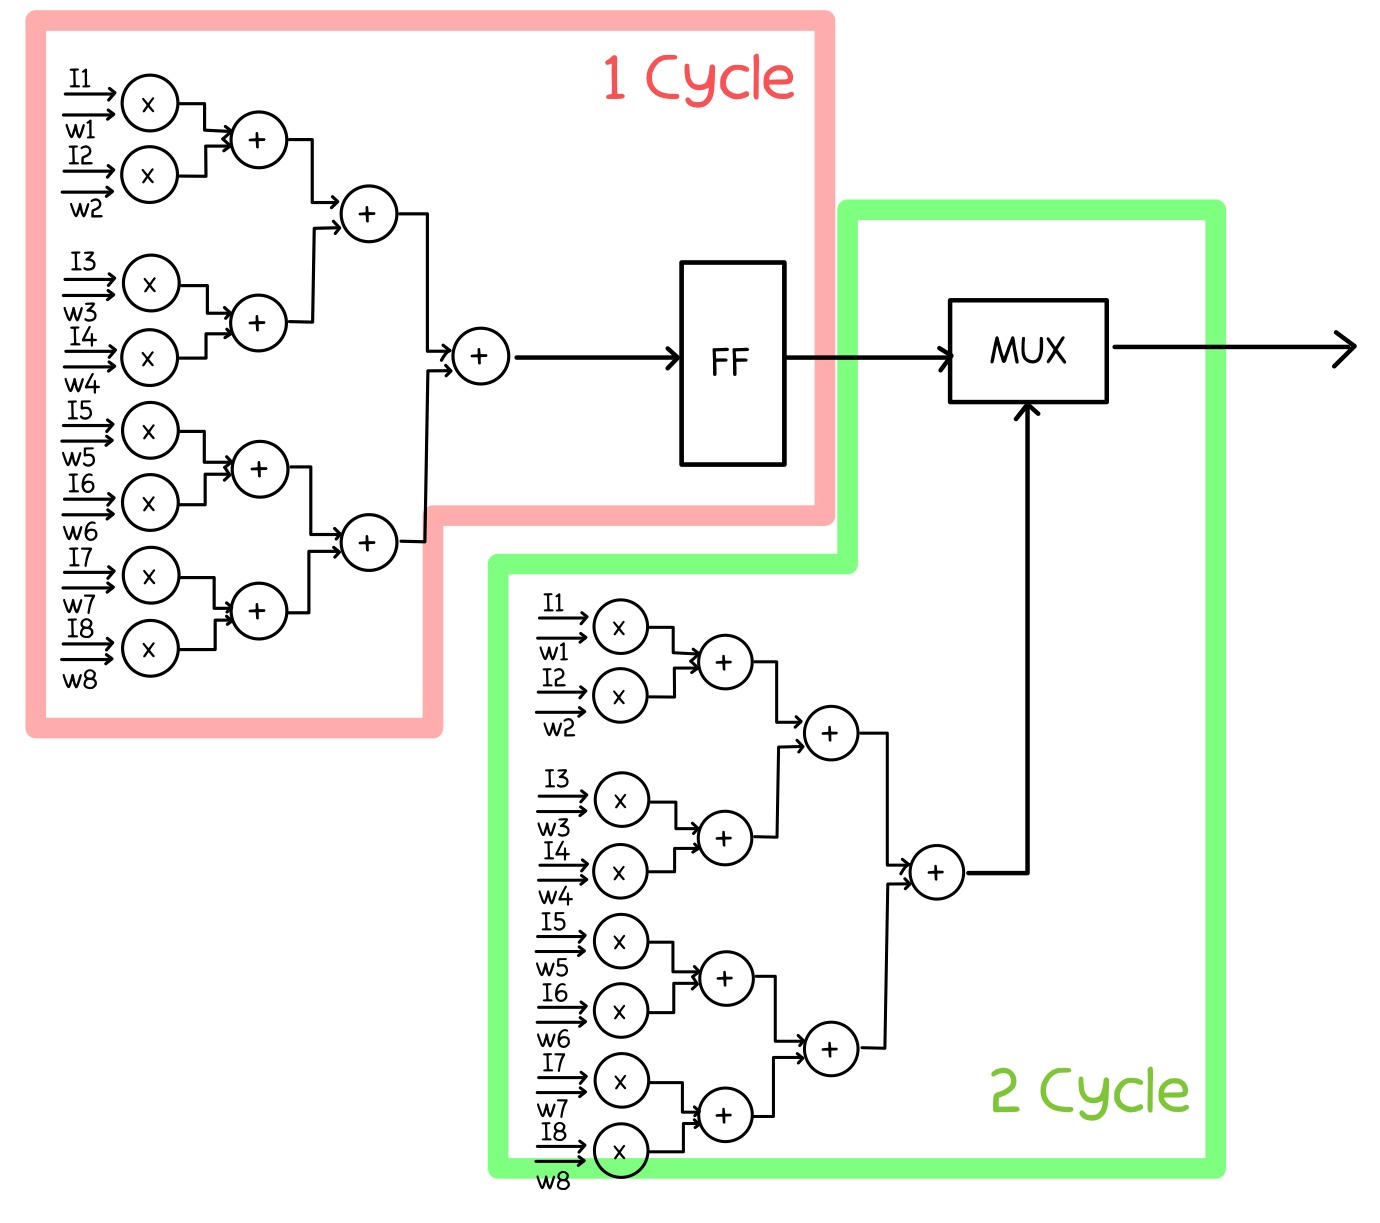 1 Cycle
I1
x
w1
+
I2
x
w2
+
I3
x
w3
+
I4
x
w4
+
FF
MUX
I5
x
w5
+
I6
x
w6
+
I7
x
w7
+
I8
x
w8
I1
x
w1
+
I2
x
w2
+
I3
x
w3
+
I4
x
w4
+
I5
x
w5
+
I6
x
w6
+
I7
x
w7
+
I8
x
w8
2 Cycle